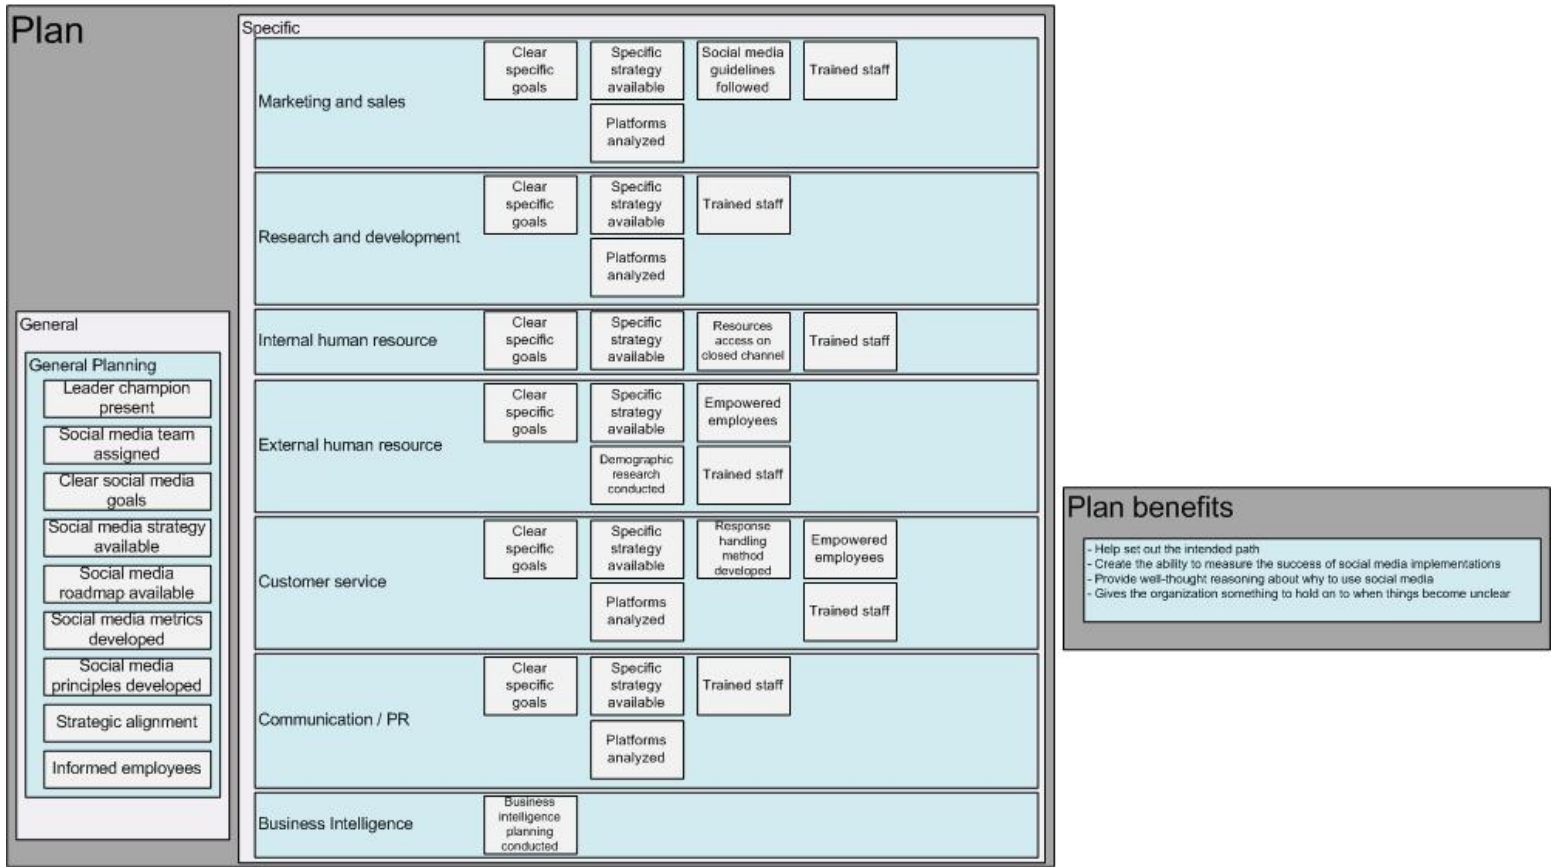 Plan
General
General Planning
Leader champion
present
Social media team
assigned
Clear social media
goals
Social media strategy
available
Social media
roadmap available
Social media metrics
developed
Social media
principles developed
Strategic alignment
Informed employees
Specific
Marketing and sales
Clear
specific
goals
Specific
strategy
available
Social media
guidelines
followed
Trained staff
Platforms
analyzed
Research and development
Clear
specific
goals
Specific
strategy
available
Trained staff
Platforms
analyzed
Internal human resource
Clear
specific
goals
Specific
strategy
available
Resources
access on
closed channel
Trained staff
External human resource
Clear
specific
goals
Specific
strategy
available
Empowered
employees
Demographic
research
conducted
Trained staff
Customer service
Clear
specific
goals
Specific
strategy
available
Response
handling
method
developed
Empowered
employees
Platforms
analyzed
Trained staff
Communication / PR
Clear
specific
goals
Specific
strategy
available
Trained staff
Platforms
analyzed
Business Intelligence
Business
intelligence
planning
conducted
Plan benefits
- Help set out the intended path
- Create the ability to measure the success of social media implementations
- Provide well-thought reasoning about why to use social media
- Gives the organization something to hold on to when things become unclear